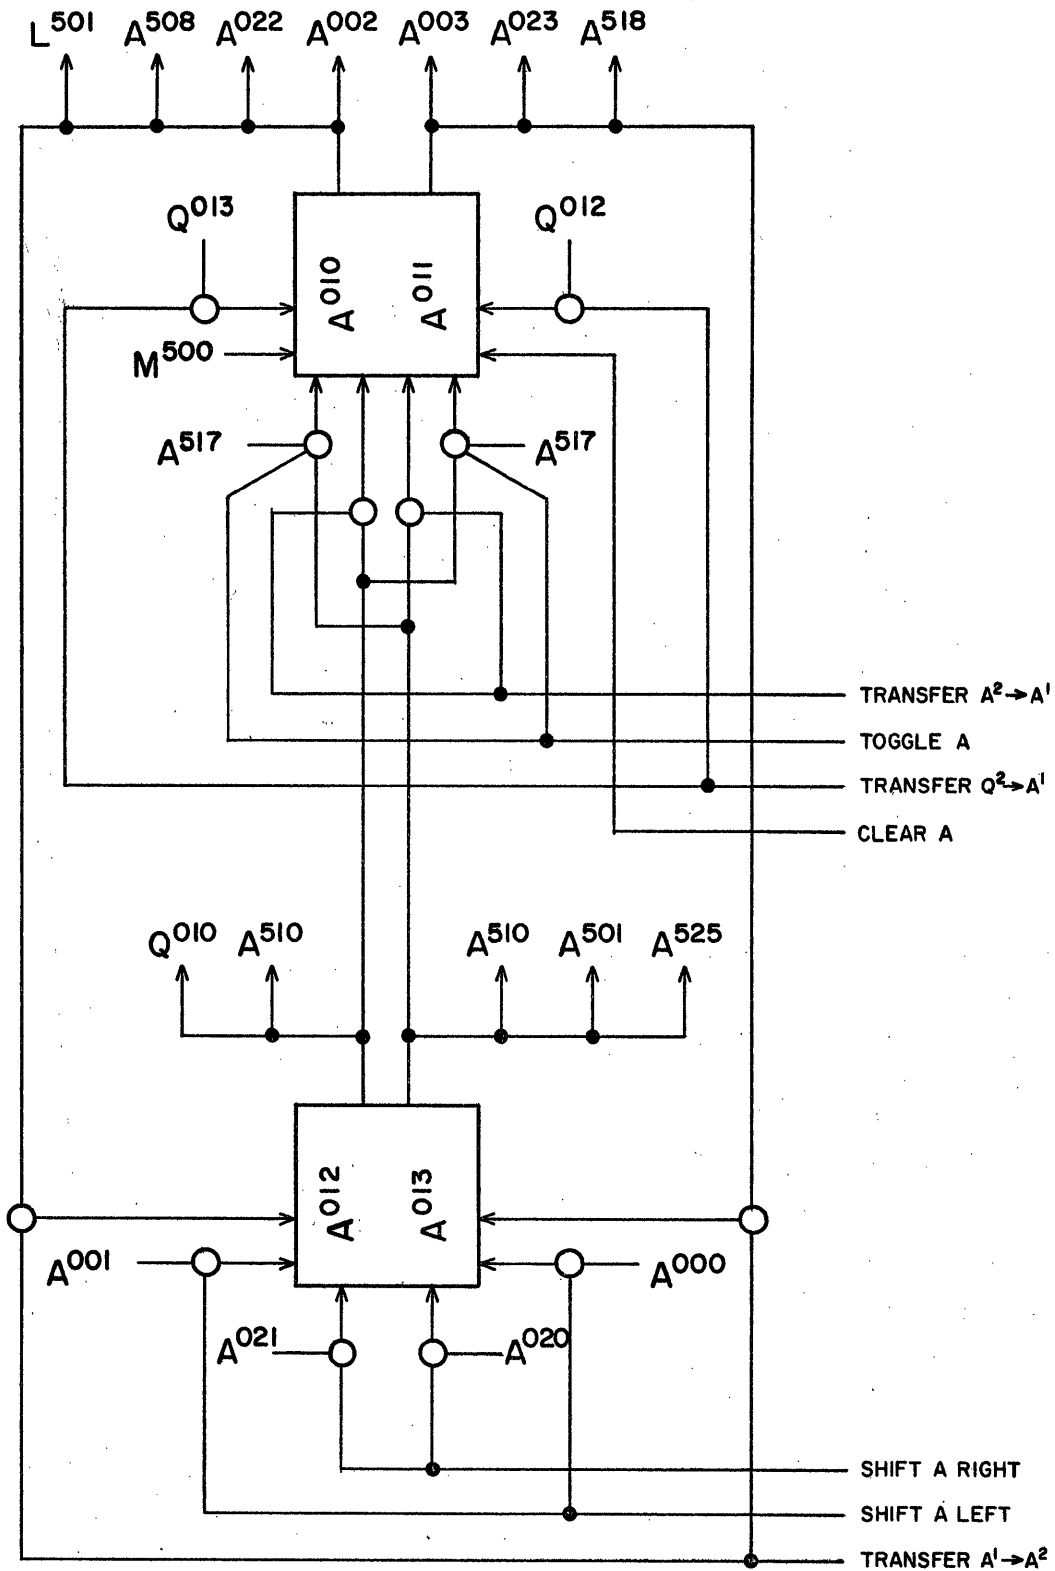 L⁵⁰¹ A⁵⁰⁸ A⁰²² A⁰⁰² A⁰⁰³ A⁰²³ A⁵¹⁸
Q⁰¹³ Q⁰¹²
A⁰¹⁰ A⁰¹¹
M⁵⁰⁰
A⁵¹⁷ A⁵¹⁷
TRANSFER A²→A¹
TOGGLE A
TRANSFER Q²→A¹
CLEAR A
Q⁰¹⁰ A⁵¹⁰ A⁵¹⁰ A⁵⁰¹ A⁵²⁵
A⁰¹² A⁰¹³
A⁰⁰¹ A⁰⁰⁰
A⁰²¹ A⁰²⁰
SHIFT A RIGHT
SHIFT A LEFT
TRANSFER A¹→A²